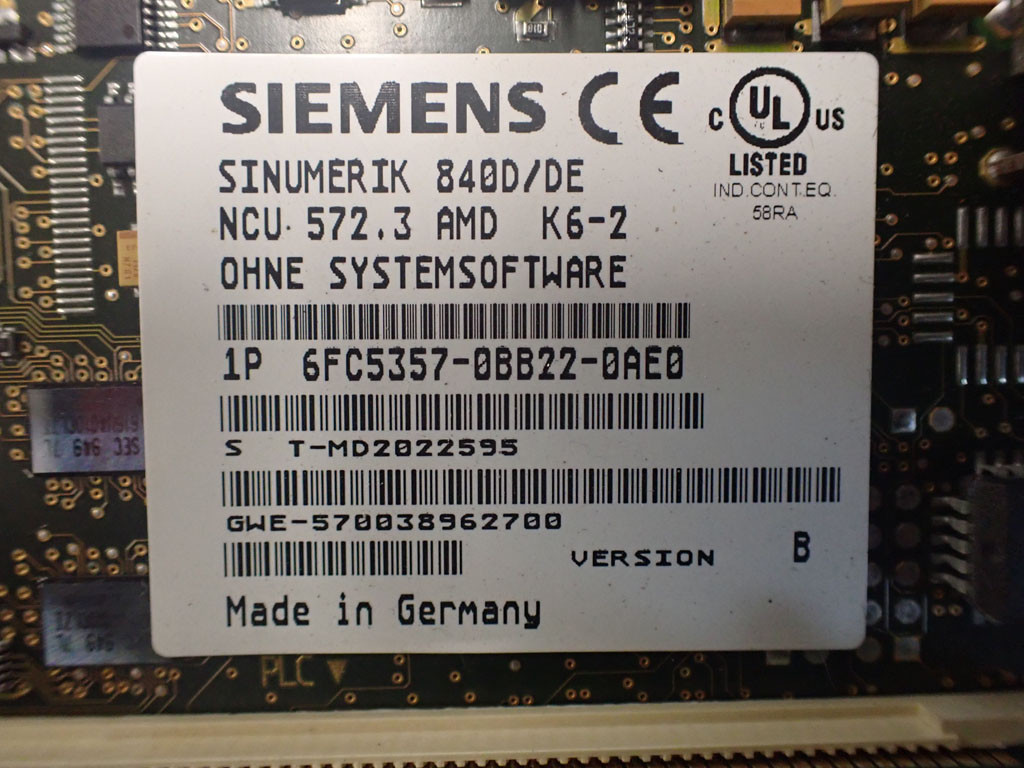 SIEMENS CE C UL US
LISTED
IND.CONT.EQ.
58RA
SINUMERIK 840D/DE
NCU 572.3 AMD K6-2
OHNE SYSTEMSOFTWARE
1P 6FC5357-0BB22-0AE0
S T-MD2022595
GWE-570038962700
VERSION B
Made in Germany
PLC